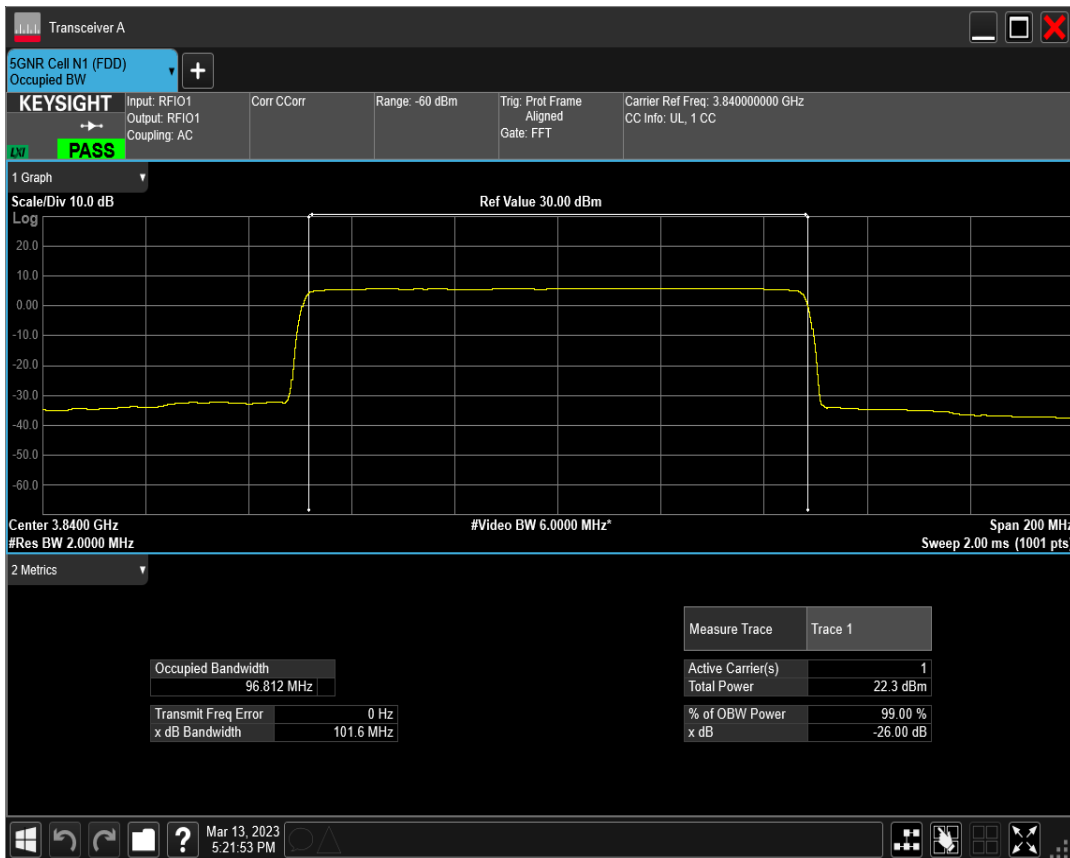 Transceiver A
5GNR Cell N1 (FDD)
Occupied BW
+
KEYSIGHT
LXI
PASS
Input: RFIO1
Output: RFIO1
Coupling: AC
Corr CCorr
Range: -60 dBm
Trig: Prot Frame
Aligned
Gate: FFT
Carrier Ref Freq: 3.840000000 GHz
CC Info: UL, 1 CC
1 Graph
Scale/Div 10.0 dB
Ref Value 30.00 dBm
Log
20.0
10.0
0.00
-10.0
-20.0
-30.0
-40.0
-50.0
-60.0
Center 3.8400 GHz
#Video BW 6.0000 MHz*
Span 200 MHz
#Res BW 2.0000 MHz
Sweep 2.00 ms (1001 pts)
2 Metrics
Measure Trace Trace 1
Occupied Bandwidth
96.812 MHz
Active Carrier(s) 1
Total Power 22.3 dBm
Transmit Freq Error 0 Hz
x dB Bandwidth 101.6 MHz
% of OBW Power 99.00 %
x dB -26.00 dB
?
Mar 13, 2023
5:21:53 PM